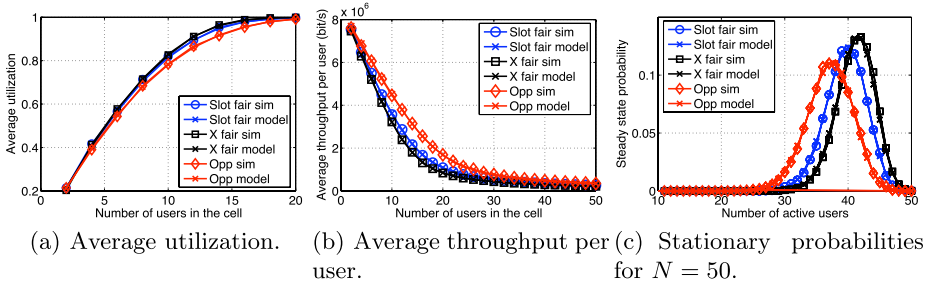 Average utilization
1
0.8
0.6
0.4
0.2
0
5
10
15
20
Number of users in the cell
Slot fair sim
Slot fair model
X fair sim
X fair model
Opp sim
Opp model
(a) Average utilization.
Average throughput per user (bit/s)
x 10^6
8
6
4
2
0
0
10
20
30
40
50
Number of users in the cell
Slot fair sim
Slot fair model
X fair sim
X fair model
Opp sim
Opp model
(b) Average throughput per
user.
Steady state probability
0.1
0.05
0
10
20
30
40
50
Number of active users
Slot fair sim
Slot fair model
X fair sim
X fair model
Opp sim
Opp model
(c) Stationary probabilities
for N = 50.